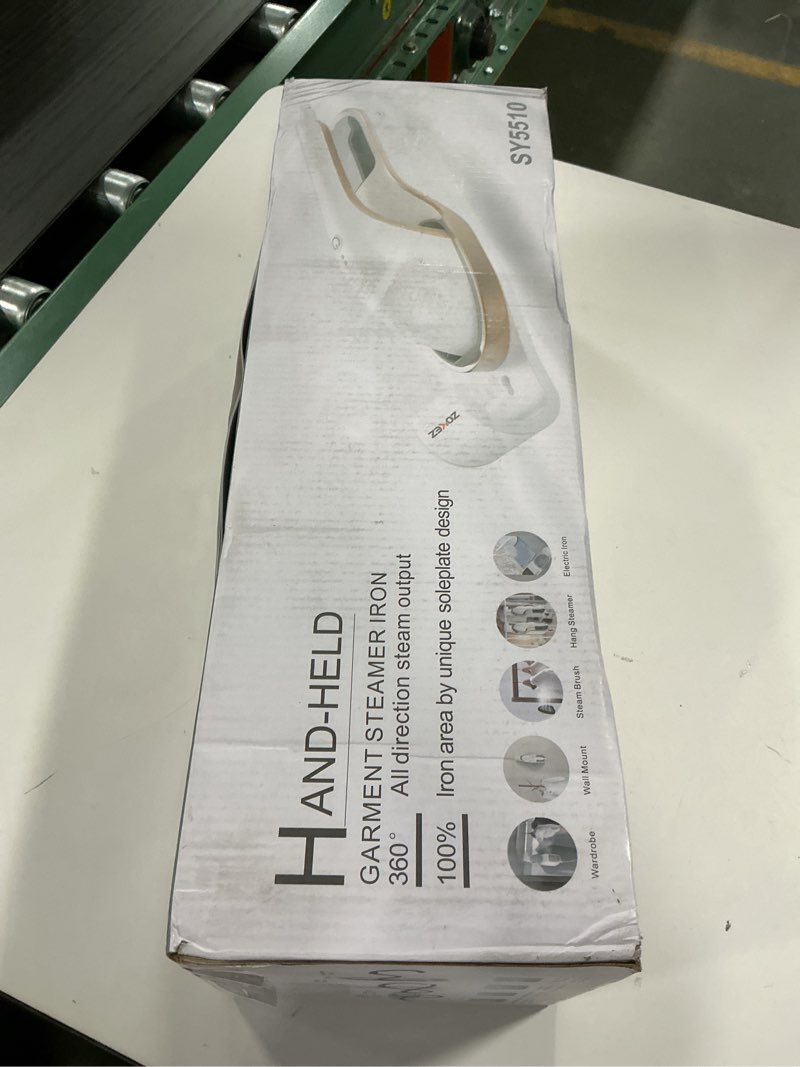 SY5510
ZOKEZ
HAND-HELD
GARMENT STEAMER IRON
360° All direction steam output
100% Iron area by unique soleplate design
Wardrobe
Wall Mount
Steam Brush
Hang Steamer
Electric Iron